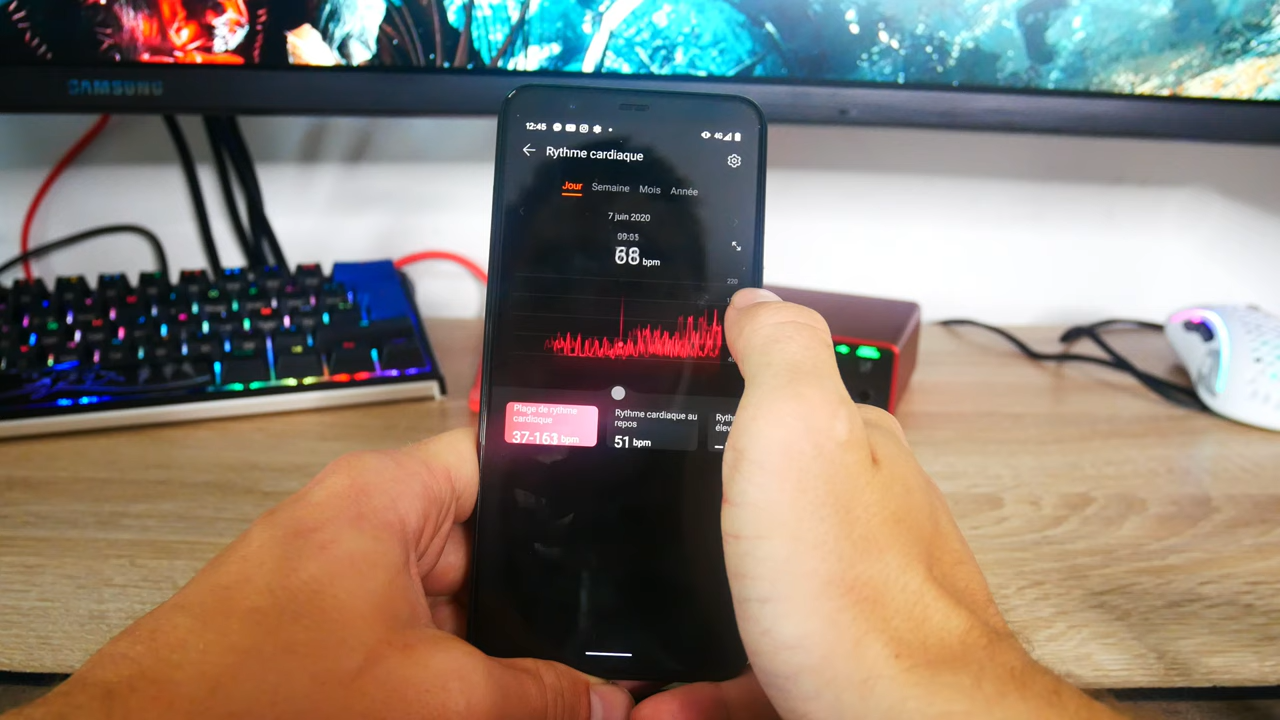 SAMSUNG
12:45
4G
Rythme cardiaque
Jour Semaine Mois Année
7 juin 2020
09:05
68 bpm
220
Plage de rythme
cardiaque
37-163 bpm
Rythme cardiaque au
repos
51 bpm